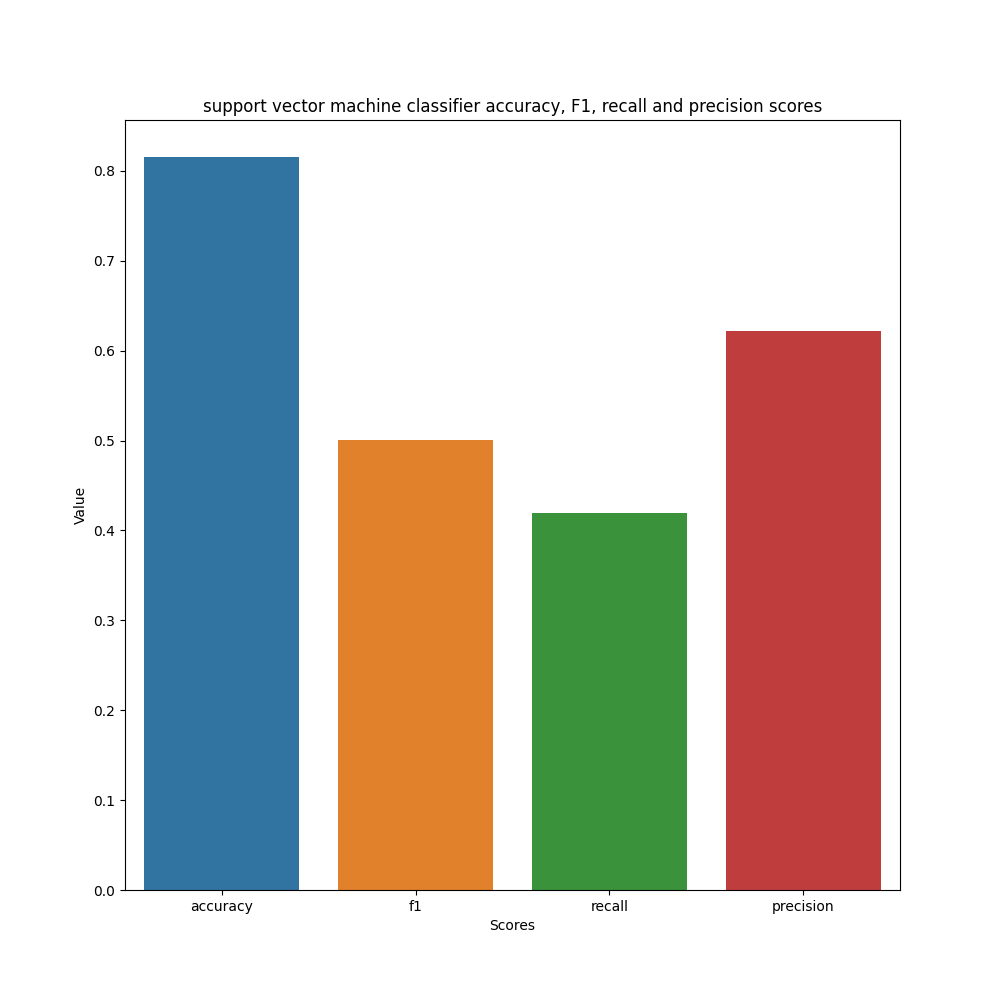 support vector machine classifier accuracy, F1, recall and precision scores
0.8
0.7
0.6
0.5
0.4
0.3
0.2
0.1
0.0
Value
accuracy f1 recall precision
Scores